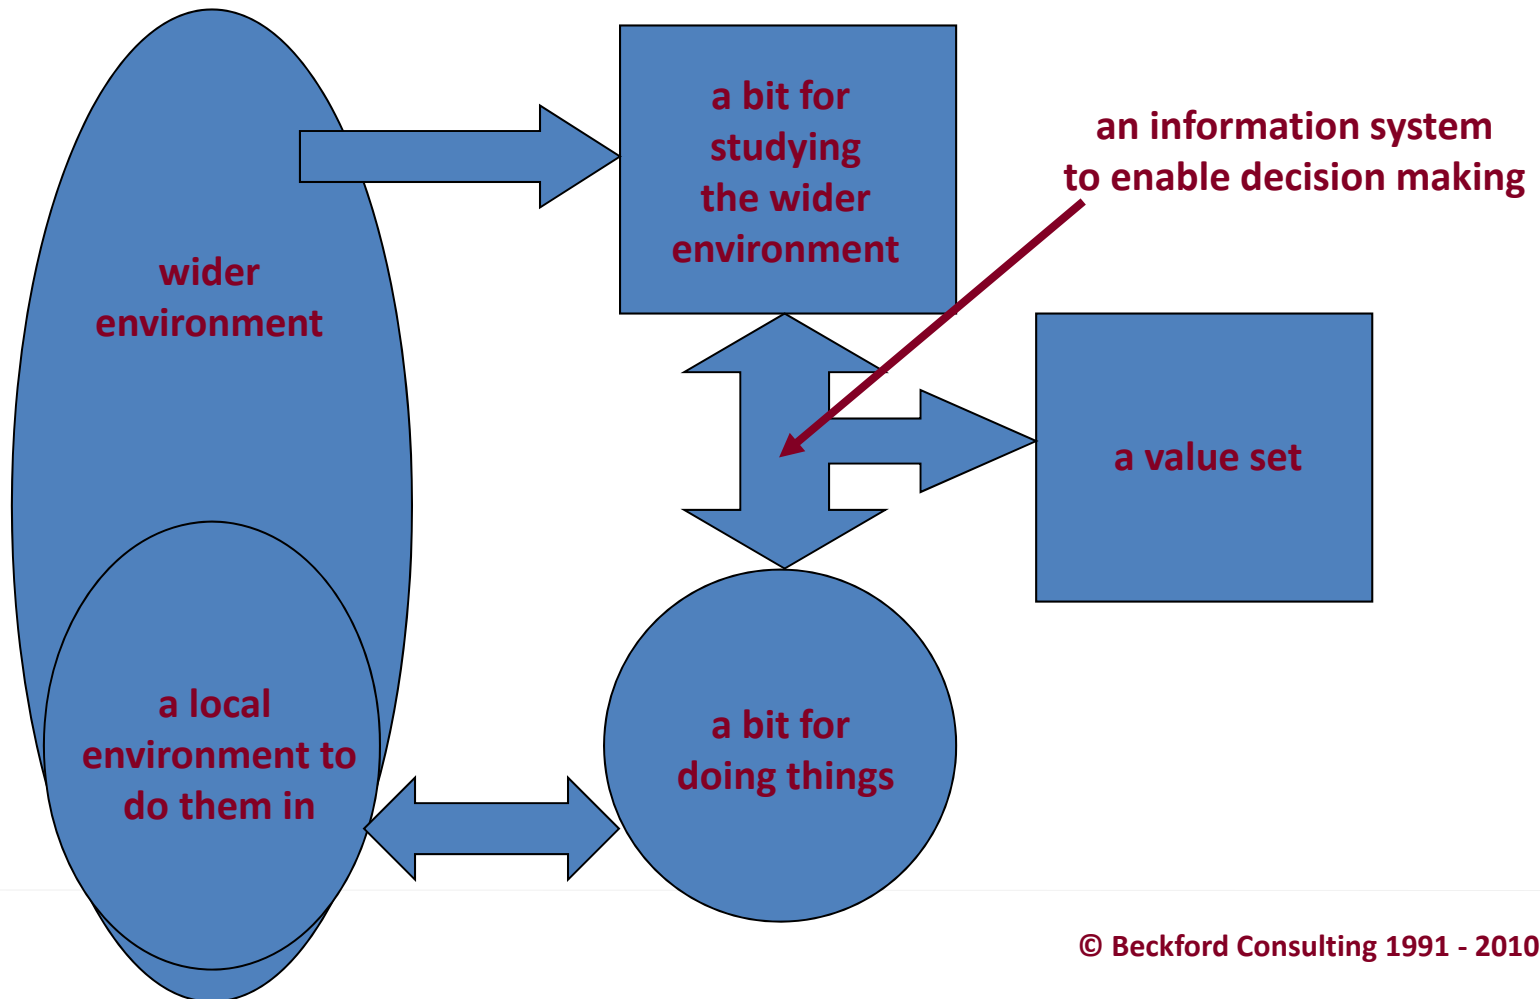 a bit for
studying
the wider
environment
an information system
to enable decision making
wider
environment
a value set
a local
environment to
do them in
a bit for
doing things
© Beckford Consulting 1991 - 2010